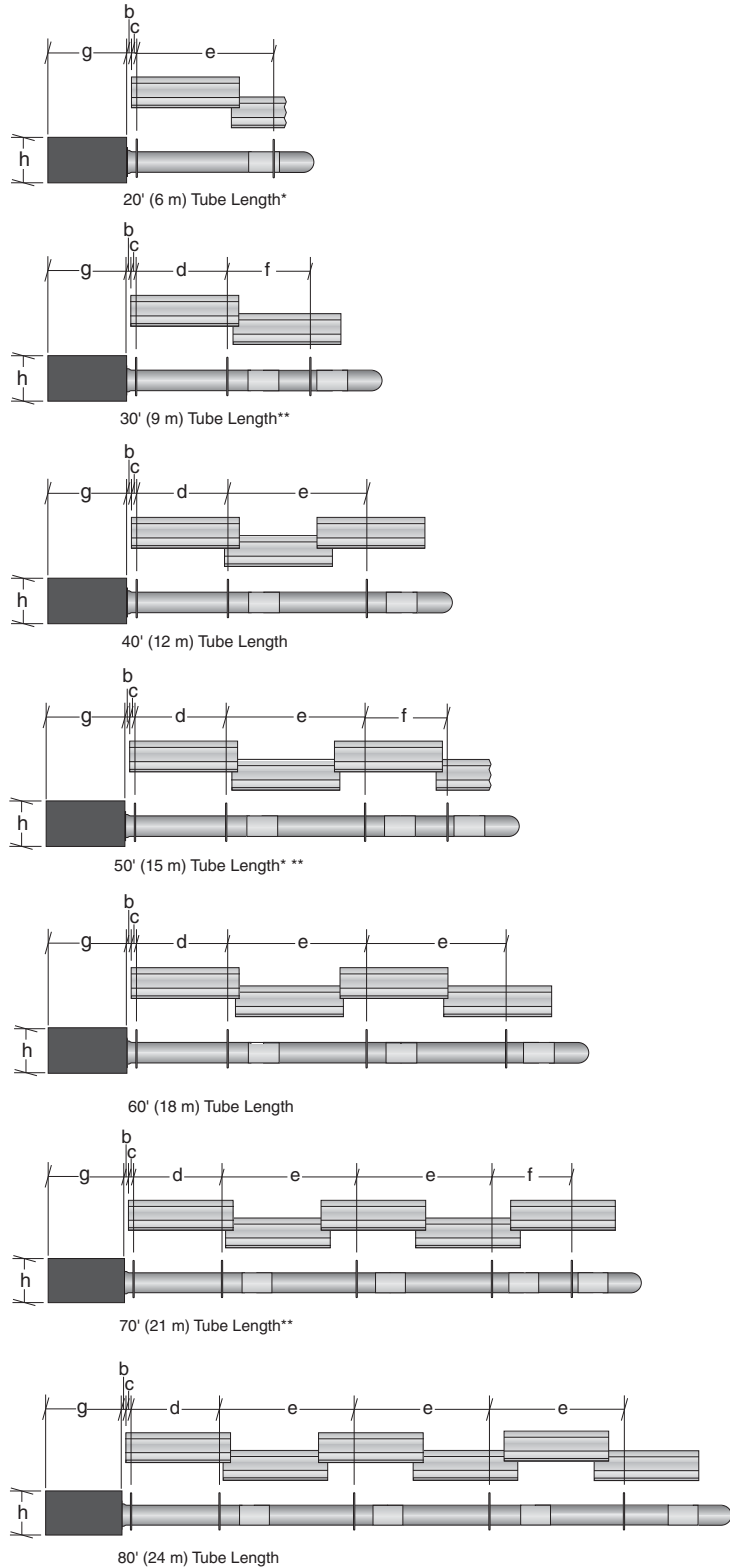 b
c
g e
h
20' (6 m) Tube Length*
b
c
g d f
h
30' (9 m) Tube Length**
b
c
g d e
h
40' (12 m) Tube Length
b
c
g d e f
h
50' (15 m) Tube Length* **
b
c
g d e e
h
60' (18 m) Tube Length
b
c
g d e e f
h
70' (21 m) Tube Length**
b
c
g d e e e
h
80' (24 m) Tube Length